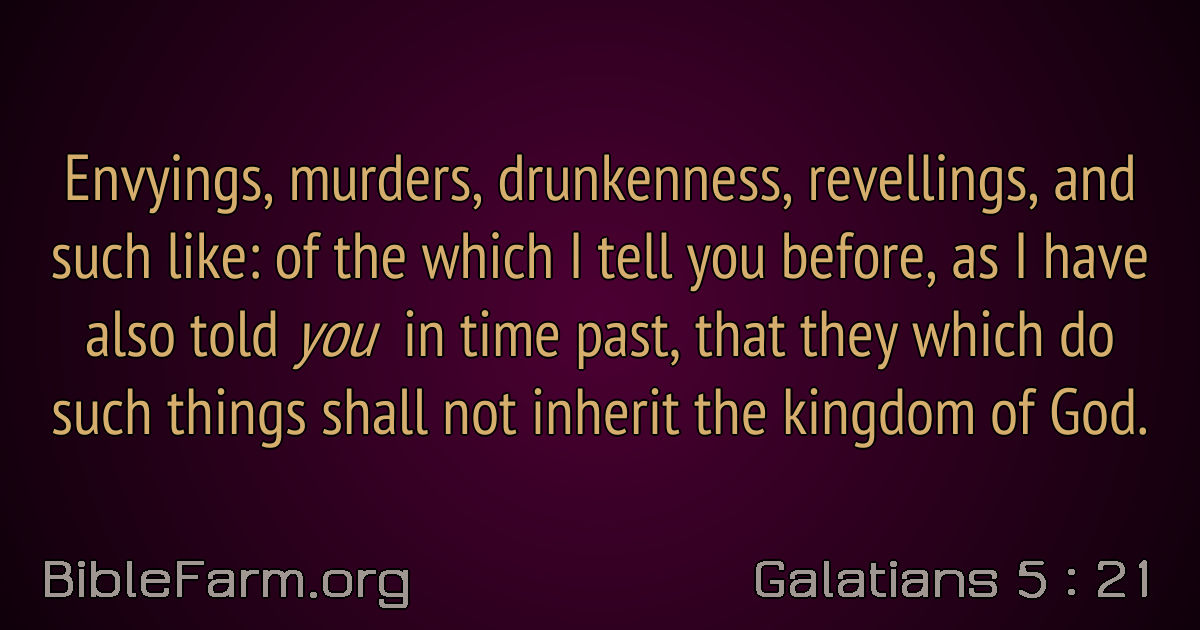 Envyings, murders, drunkenness, revellings, and
such like: of the which I tell you before, as I have
also told you in time past, that they which do
such things shall not inherit the kingdom of God.
BibleFarm.org
Galatians 5 : 21